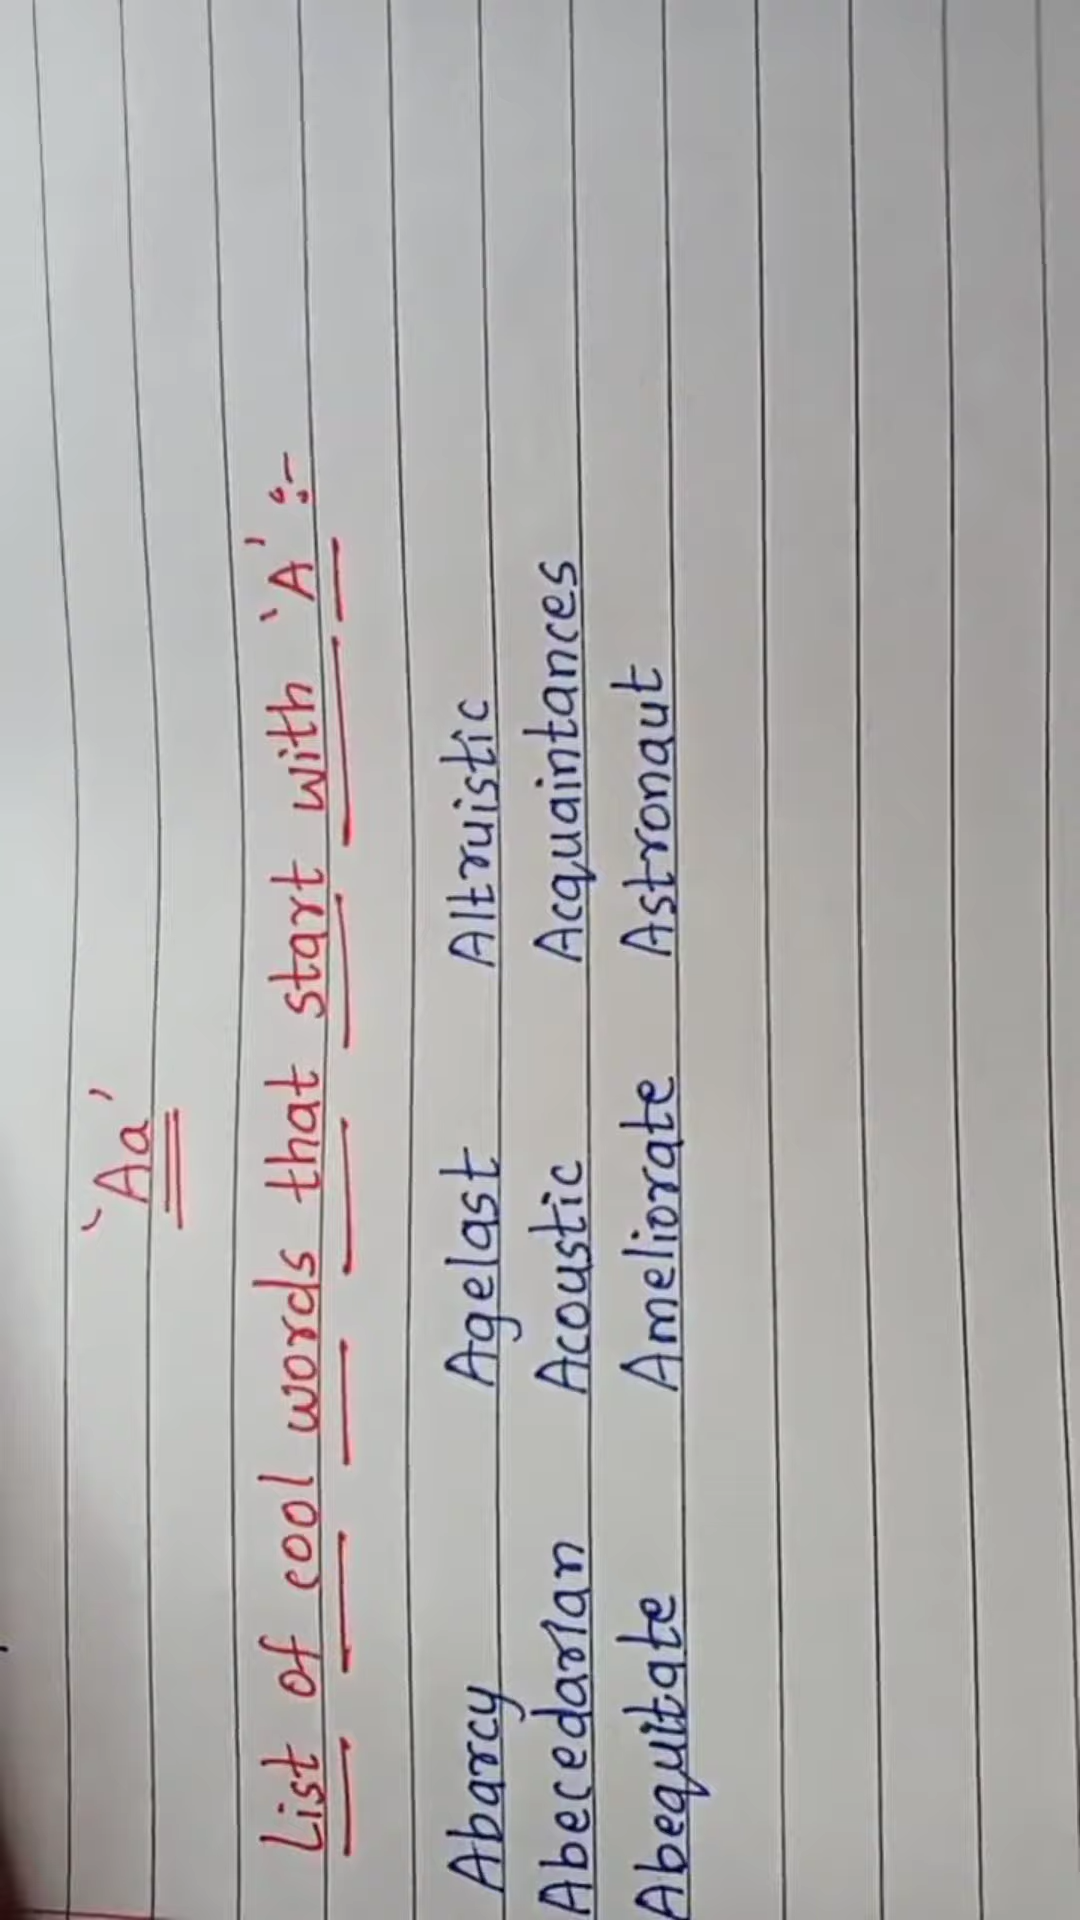 'Aa'
List of cool words that start with 'A' :-
Abarcy Agelast Altruistic
Abecedarian Acoustic Acquaintances
Abequitate Ameliorate Astronaut